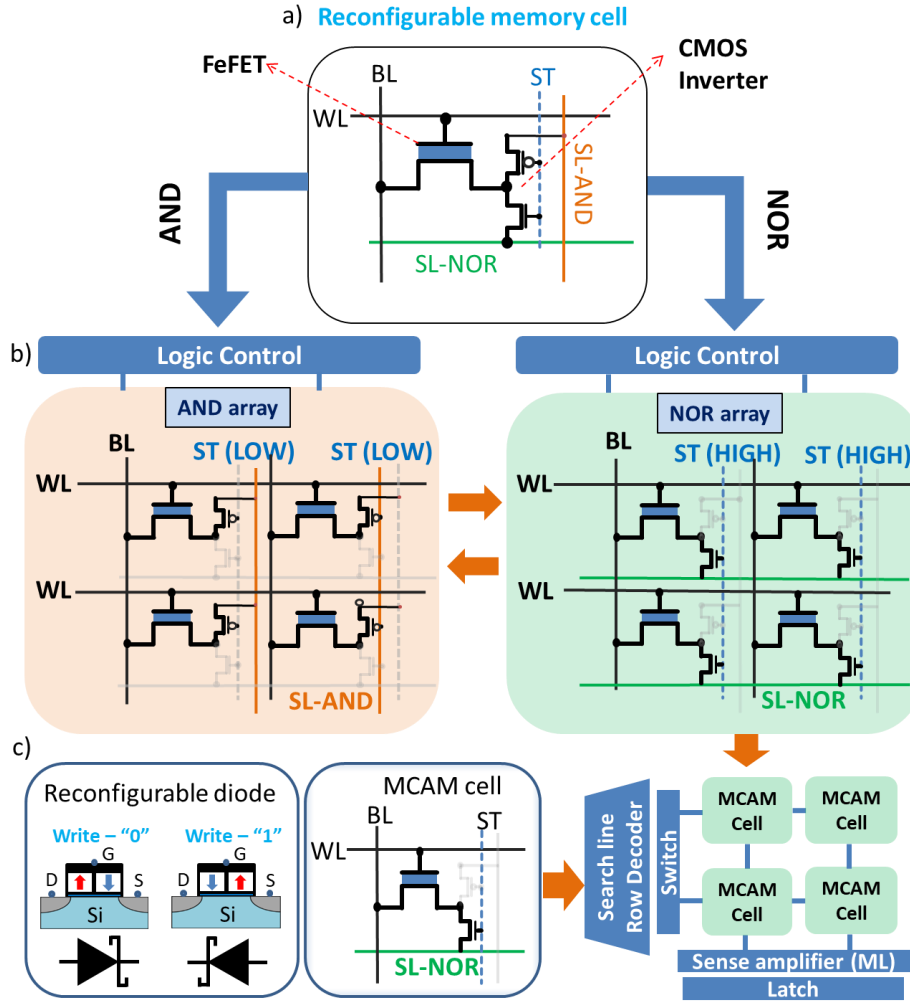 a) Reconfigurable memory cell
FeFET
BL
ST
CMOS
Inverter
WL
SL-AND
SL-NOR
AND
NOR
b)
Logic Control
AND array
BL
ST (LOW)
ST (LOW)
WL
WL
SL-AND
Logic Control
NOR array
BL
ST (HIGH)
ST (HIGH)
WL
WL
SL-NOR
c)
Reconfigurable diode
Write – “0”
Write – “1”
G
G
D
S
D
S
Si
Si
MCAM cell
BL
ST
WL
SL-NOR
Search line
Row Decoder
Switch
MCAM
Cell
MCAM
Cell
MCAM
Cell
MCAM
Cell
Sense amplifier (ML)
Latch